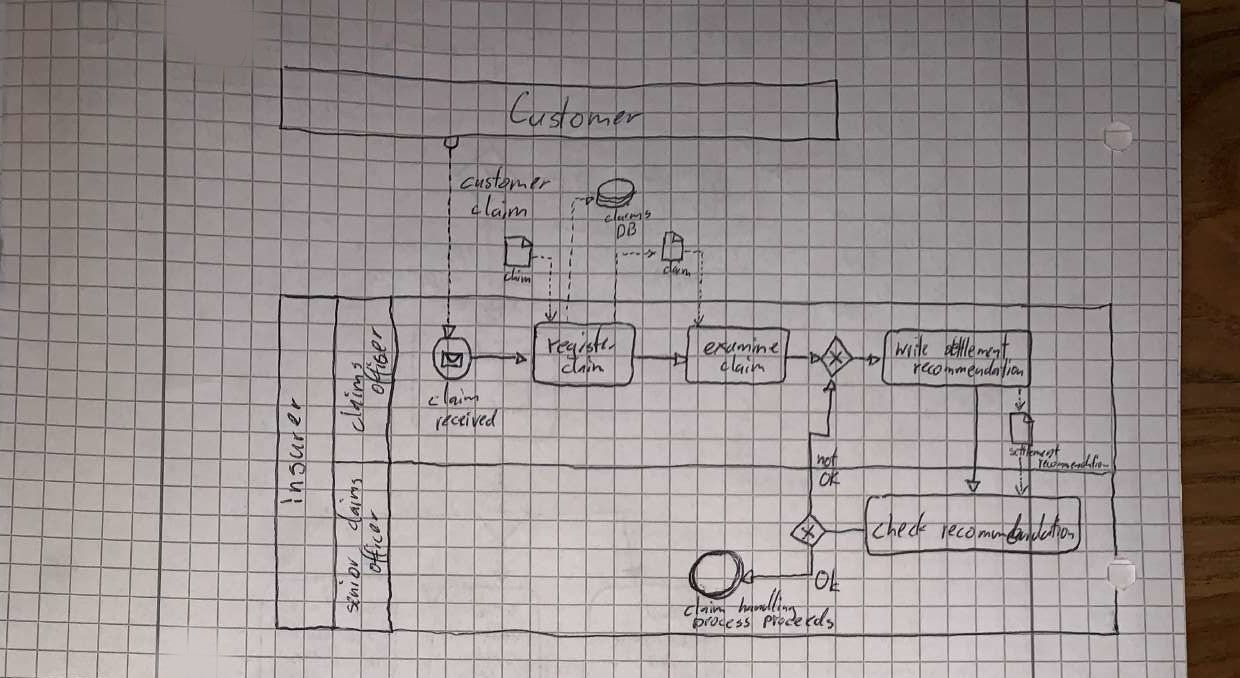 Customer
customer
claim
claims
DB
claim
claim
insurer
claims
officer
register
claim
examine
claim
X
write settlement
recommendation
claim
received
settlement
recommendation
not
OK
senior claims
officer
X
check recommendation
OK
claim handling
process proceeds